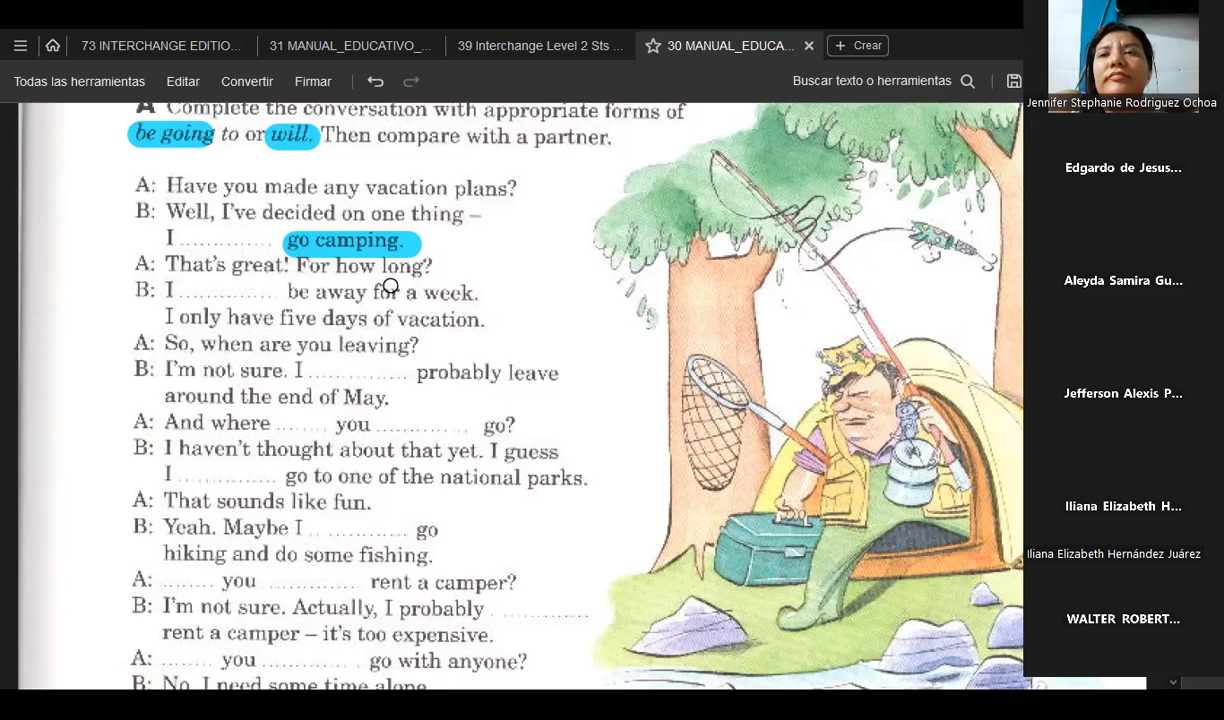 73 INTERCHANGE EDITIO...
31 MANUAL_EDUCATIVO_...
39 Interchange Level 2 Sts ...
30 MANUAL_EDUCA...
Crear
Todas las herramientas
Editar
Convertir
Firmar
Buscar texto o herramientas
A Complete the conversation with appropriate forms of
be going to or will. Then compare with a partner.
A: Have you made any vacation plans?
B: Well, I've decided on one thing –
I .............. go camping.
A: That's great! For how long?
B: I .............. be away for a week.
I only have five days of vacation.
A: So, when are you leaving?
B: I'm not sure. I .............. probably leave
around the end of May.
A: And where ........ you .............. go?
B: I haven't thought about that yet. I guess
I .............. go to one of the national parks.
A: That sounds like fun.
B: Yeah. Maybe I .............. go
hiking and do some fishing.
A: ........ you .............. rent a camper?
B: I'm not sure. Actually, I probably ..............
rent a camper – it's too expensive.
A: ........ you .............. go with anyone?
B: No. I need some time alone.
Jennifer Stephanie Rodriguez Ochoa
Edgardo de Jesus...
Aleyda Samira Gu...
Jefferson Alexis P...
Iliana Elizabeth H...
Iliana Elizabeth Hernández Juárez
WALTER ROBERT...